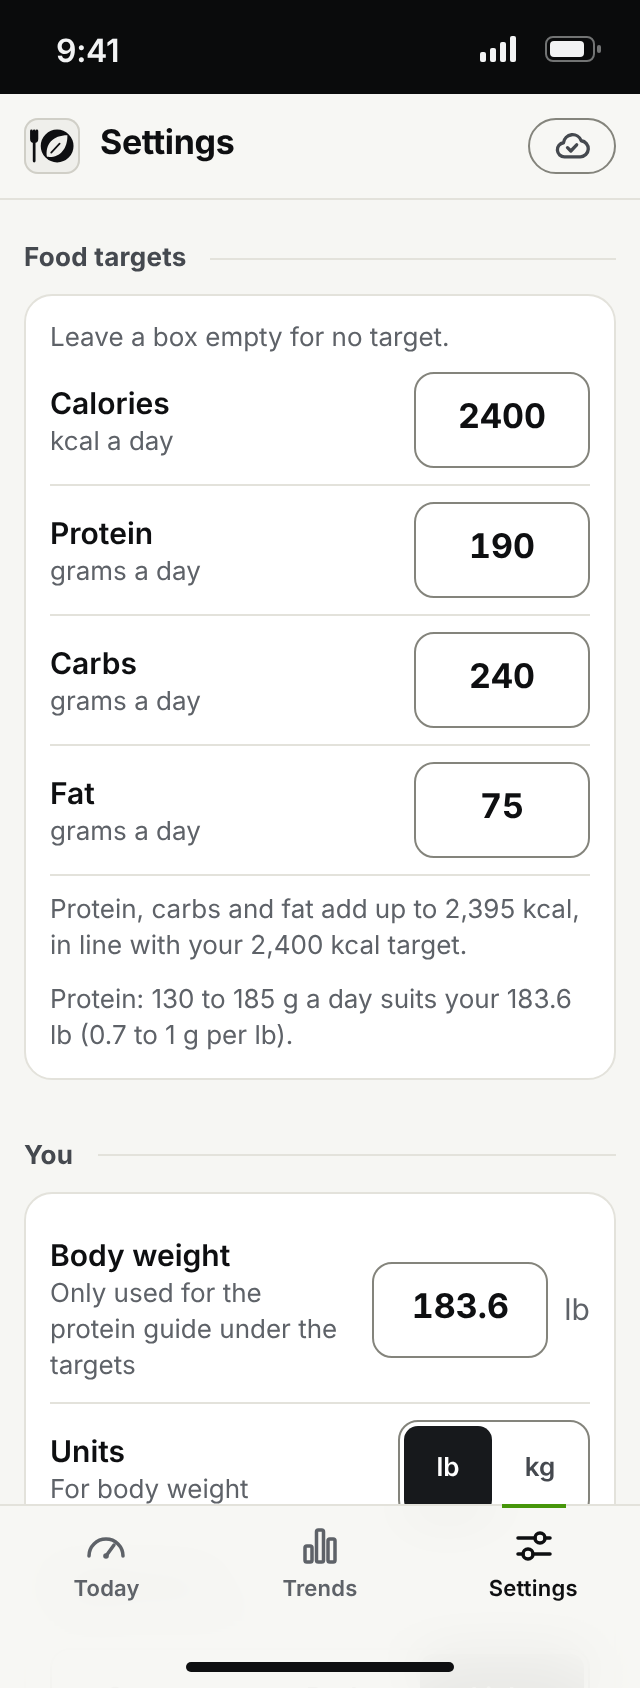 9:41
Settings
Food targets
Leave a box empty for no target.
Calories
kcal a day
2400
Protein
grams a day
190
Carbs
grams a day
240
Fat
grams a day
75
Protein, carbs and fat add up to 2,395 kcal,
in line with your 2,400 kcal target.
Protein: 130 to 185 g a day suits your 183.6
lb (0.7 to 1 g per lb).
You
Body weight
Only used for the
protein guide under the
targets
183.6
lb
Units
For body weight
lb
kg
Today
Trends
Settings